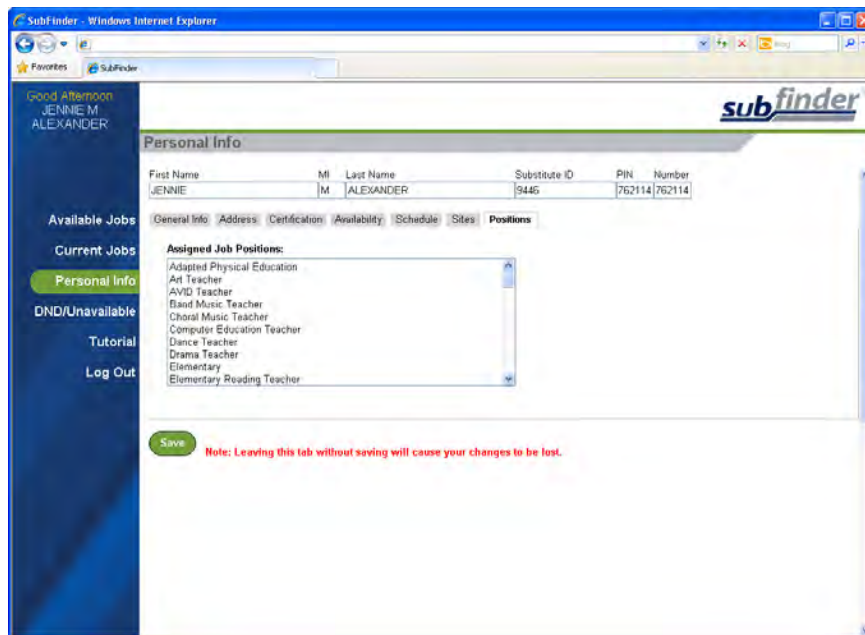 SubFinder - Windows Internet Explorer
Favorites SubFinder
Good Afternoon
JENNIE M
ALEXANDER
subfinder
Personal Info
First Name MI Last Name Substitute ID PIN Number
JENNIE M ALEXANDER 9446 762114 762114
Available Jobs
Current Jobs
Personal Info
DND/Unavailable
Tutorial
Log Out
General Info Address Certification Availability Schedule Sites Positions
Assigned Job Positions:
Adapted Physical Education
Art Teacher
AVID Teacher
Band Music Teacher
Choral Music Teacher
Computer Education Teacher
Dance Teacher
Drama Teacher
Elementary
Elementary Reading Teacher
Save
Note: Leaving this tab without saving will cause your changes to be lost.